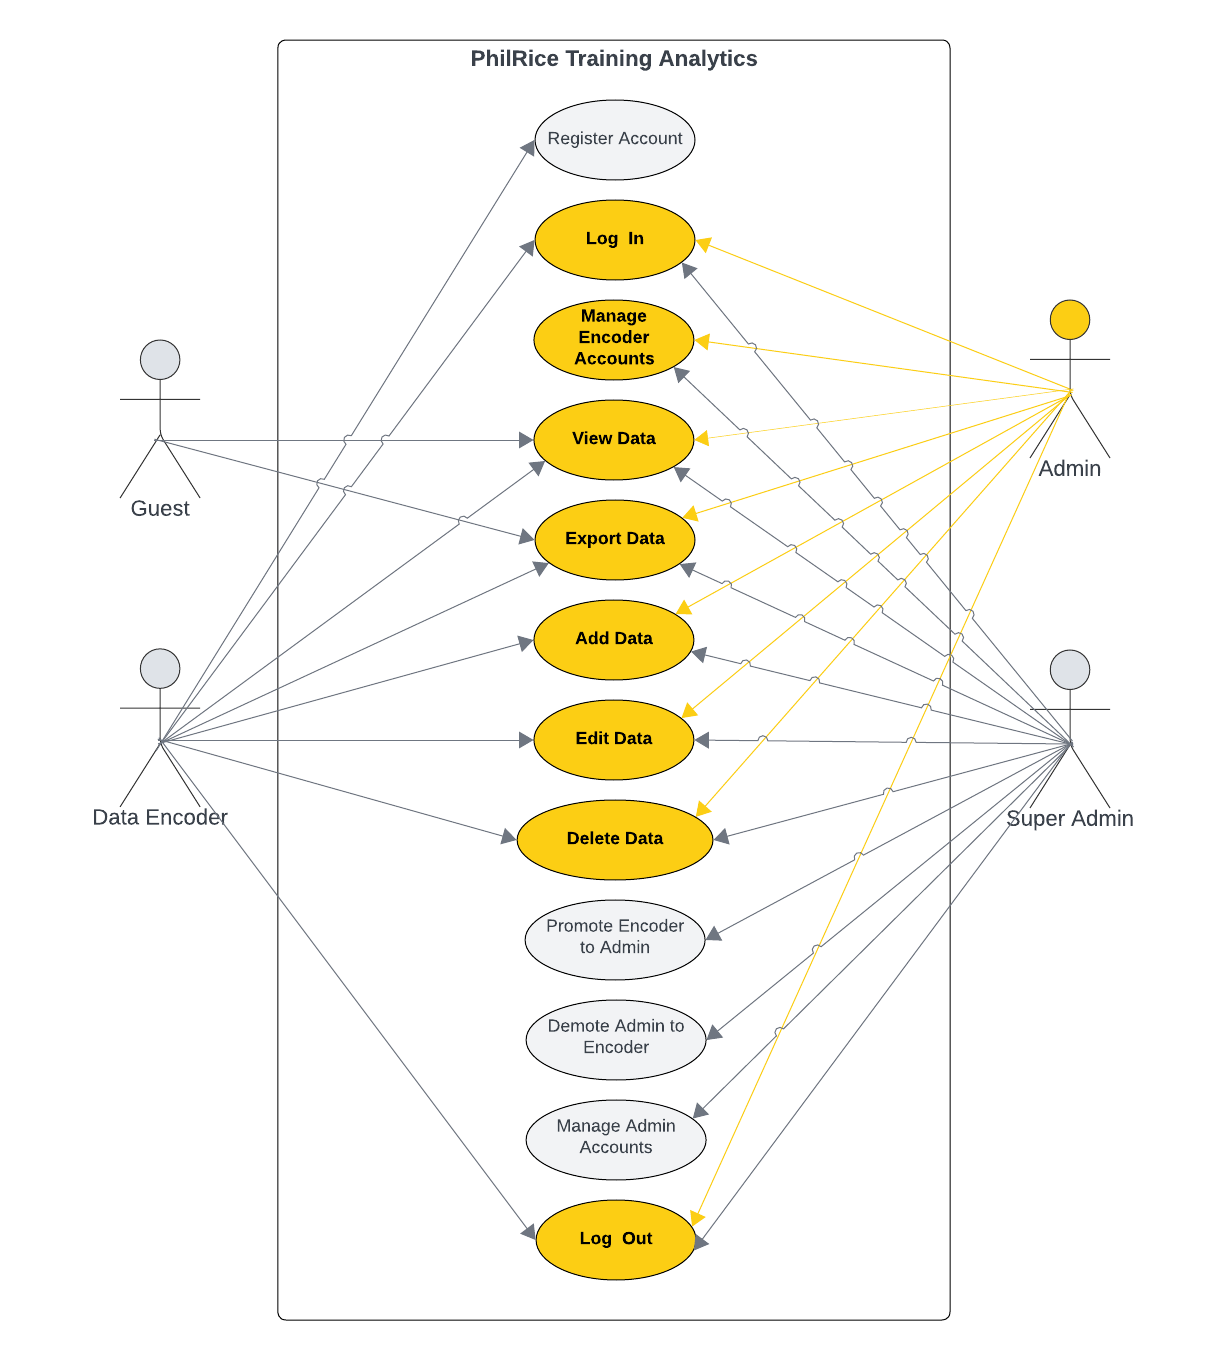 PhilRice Training Analytics
Register Account
Log In
Manage
Encoder
Accounts
View Data
Export Data
Add Data
Edit Data
Delete Data
Promote Encoder
to Admin
Demote Admin to
Encoder
Manage Admin
Accounts
Log Out
Guest
Data Encoder
Admin
Super Admin